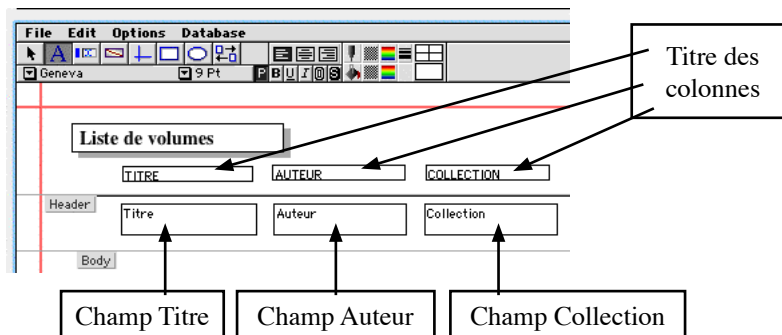 File Edit Options Database
Geneva 9 Pt P B U I O S
Titre des
colonnes
Liste de volumes
TITRE AUTEUR COLLECTION
Header
Titre Auteur Collection
Body
Champ Titre Champ Auteur Champ Collection